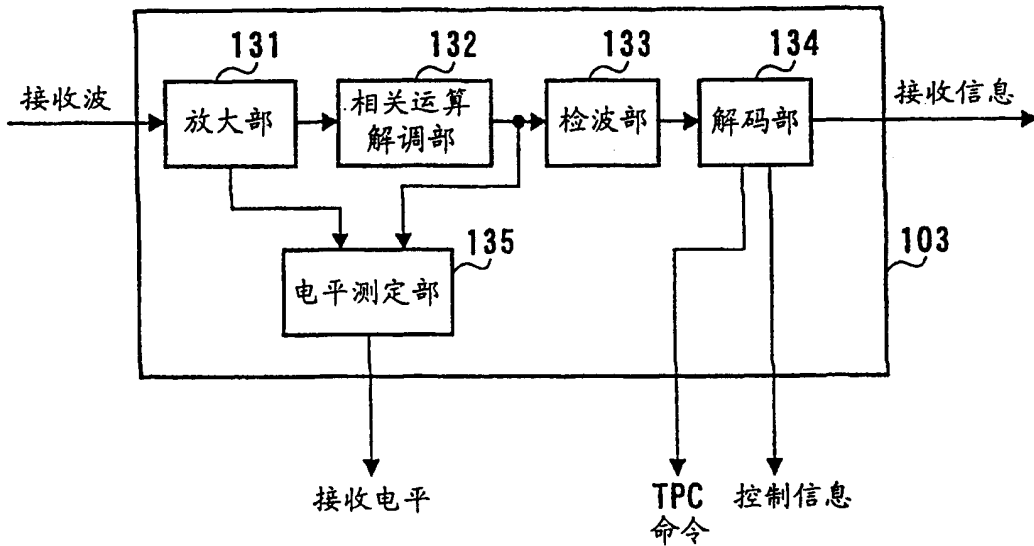 131
132
133
134
接收波
放大部
相关运算
解调部
检波部
解码部
接收信息
135
103
电平测定部
接收电平
TPC
命令
控制信息